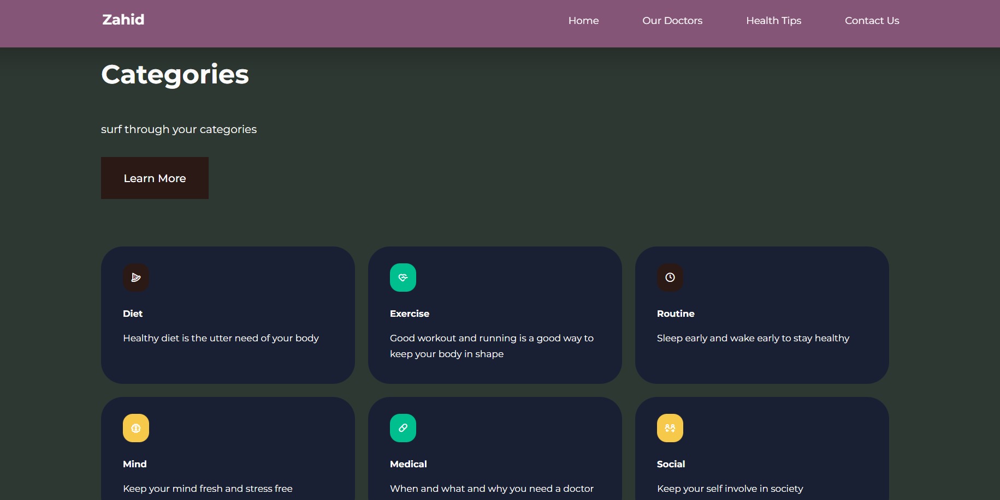 Zahid
Home
Our Doctors
Health Tips
Contact Us
Categories
surf through your categories
Learn More
Diet
Healthy diet is the utter need of your body
Exercise
Good workout and running is a good way to
keep your body in shape
Routine
Sleep early and wake early to stay healthy
Mind
Keep your mind fresh and stress free
Medical
When and what and why you need a doctor
Social
Keep your self involve in society